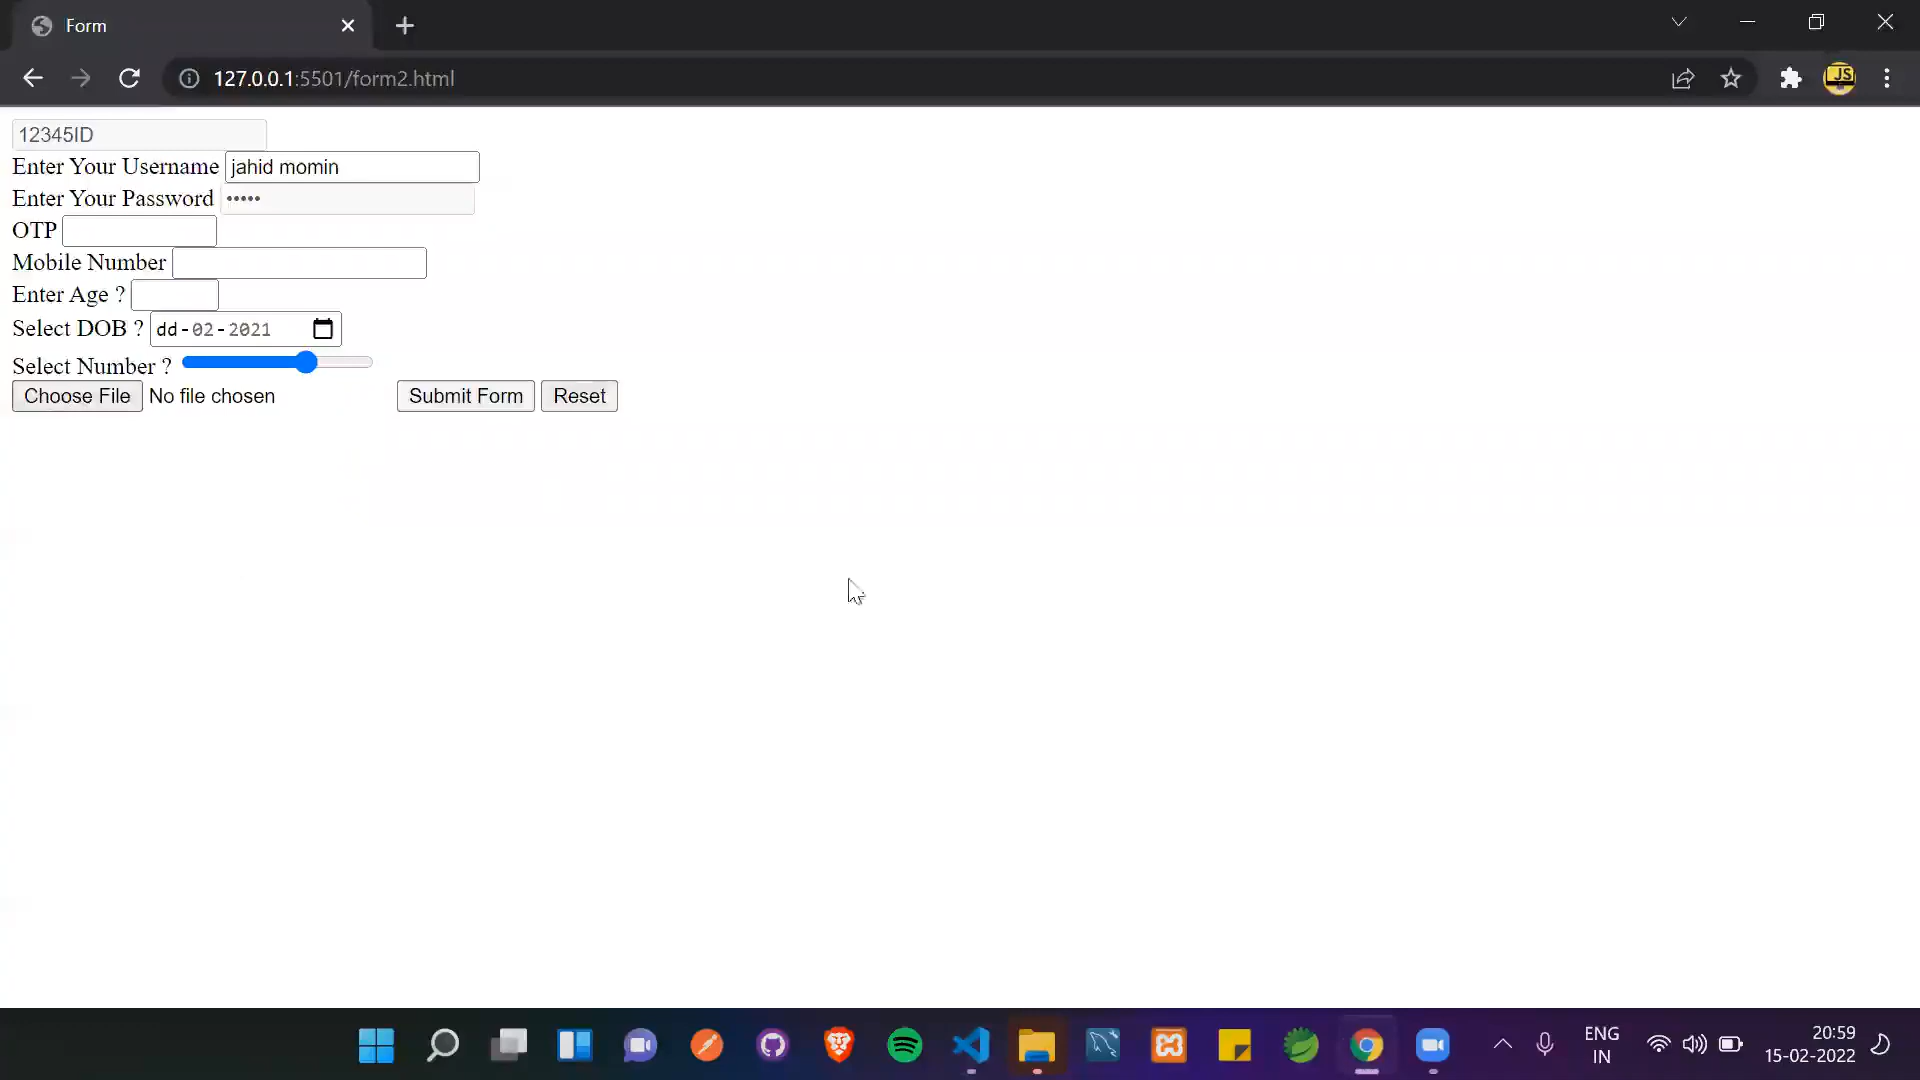 Form
127.0.0.1:5501/form2.html
JS
12345ID
Enter Your Username jahid momin
Enter Your Password •••••
OTP
Mobile Number
Enter Age ?
Select DOB ? dd-02-2021
Select Number ?
Choose File No file chosen Submit Form Reset
ENG
IN
20:59
15-02-2022